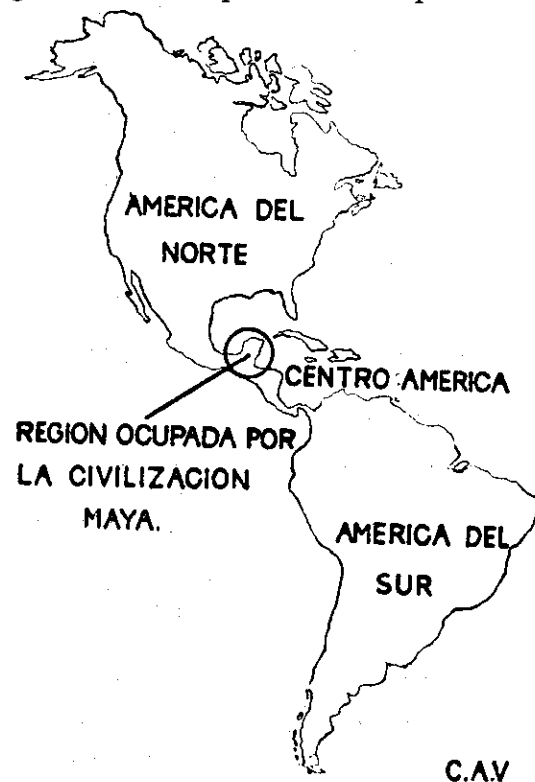 AMERICA DEL
NORTE
CENTRO AMERICA
REGION OCUPADA POR
LA CIVILIZACION
MAYA.
AMERICA DEL
SUR
C.A.V